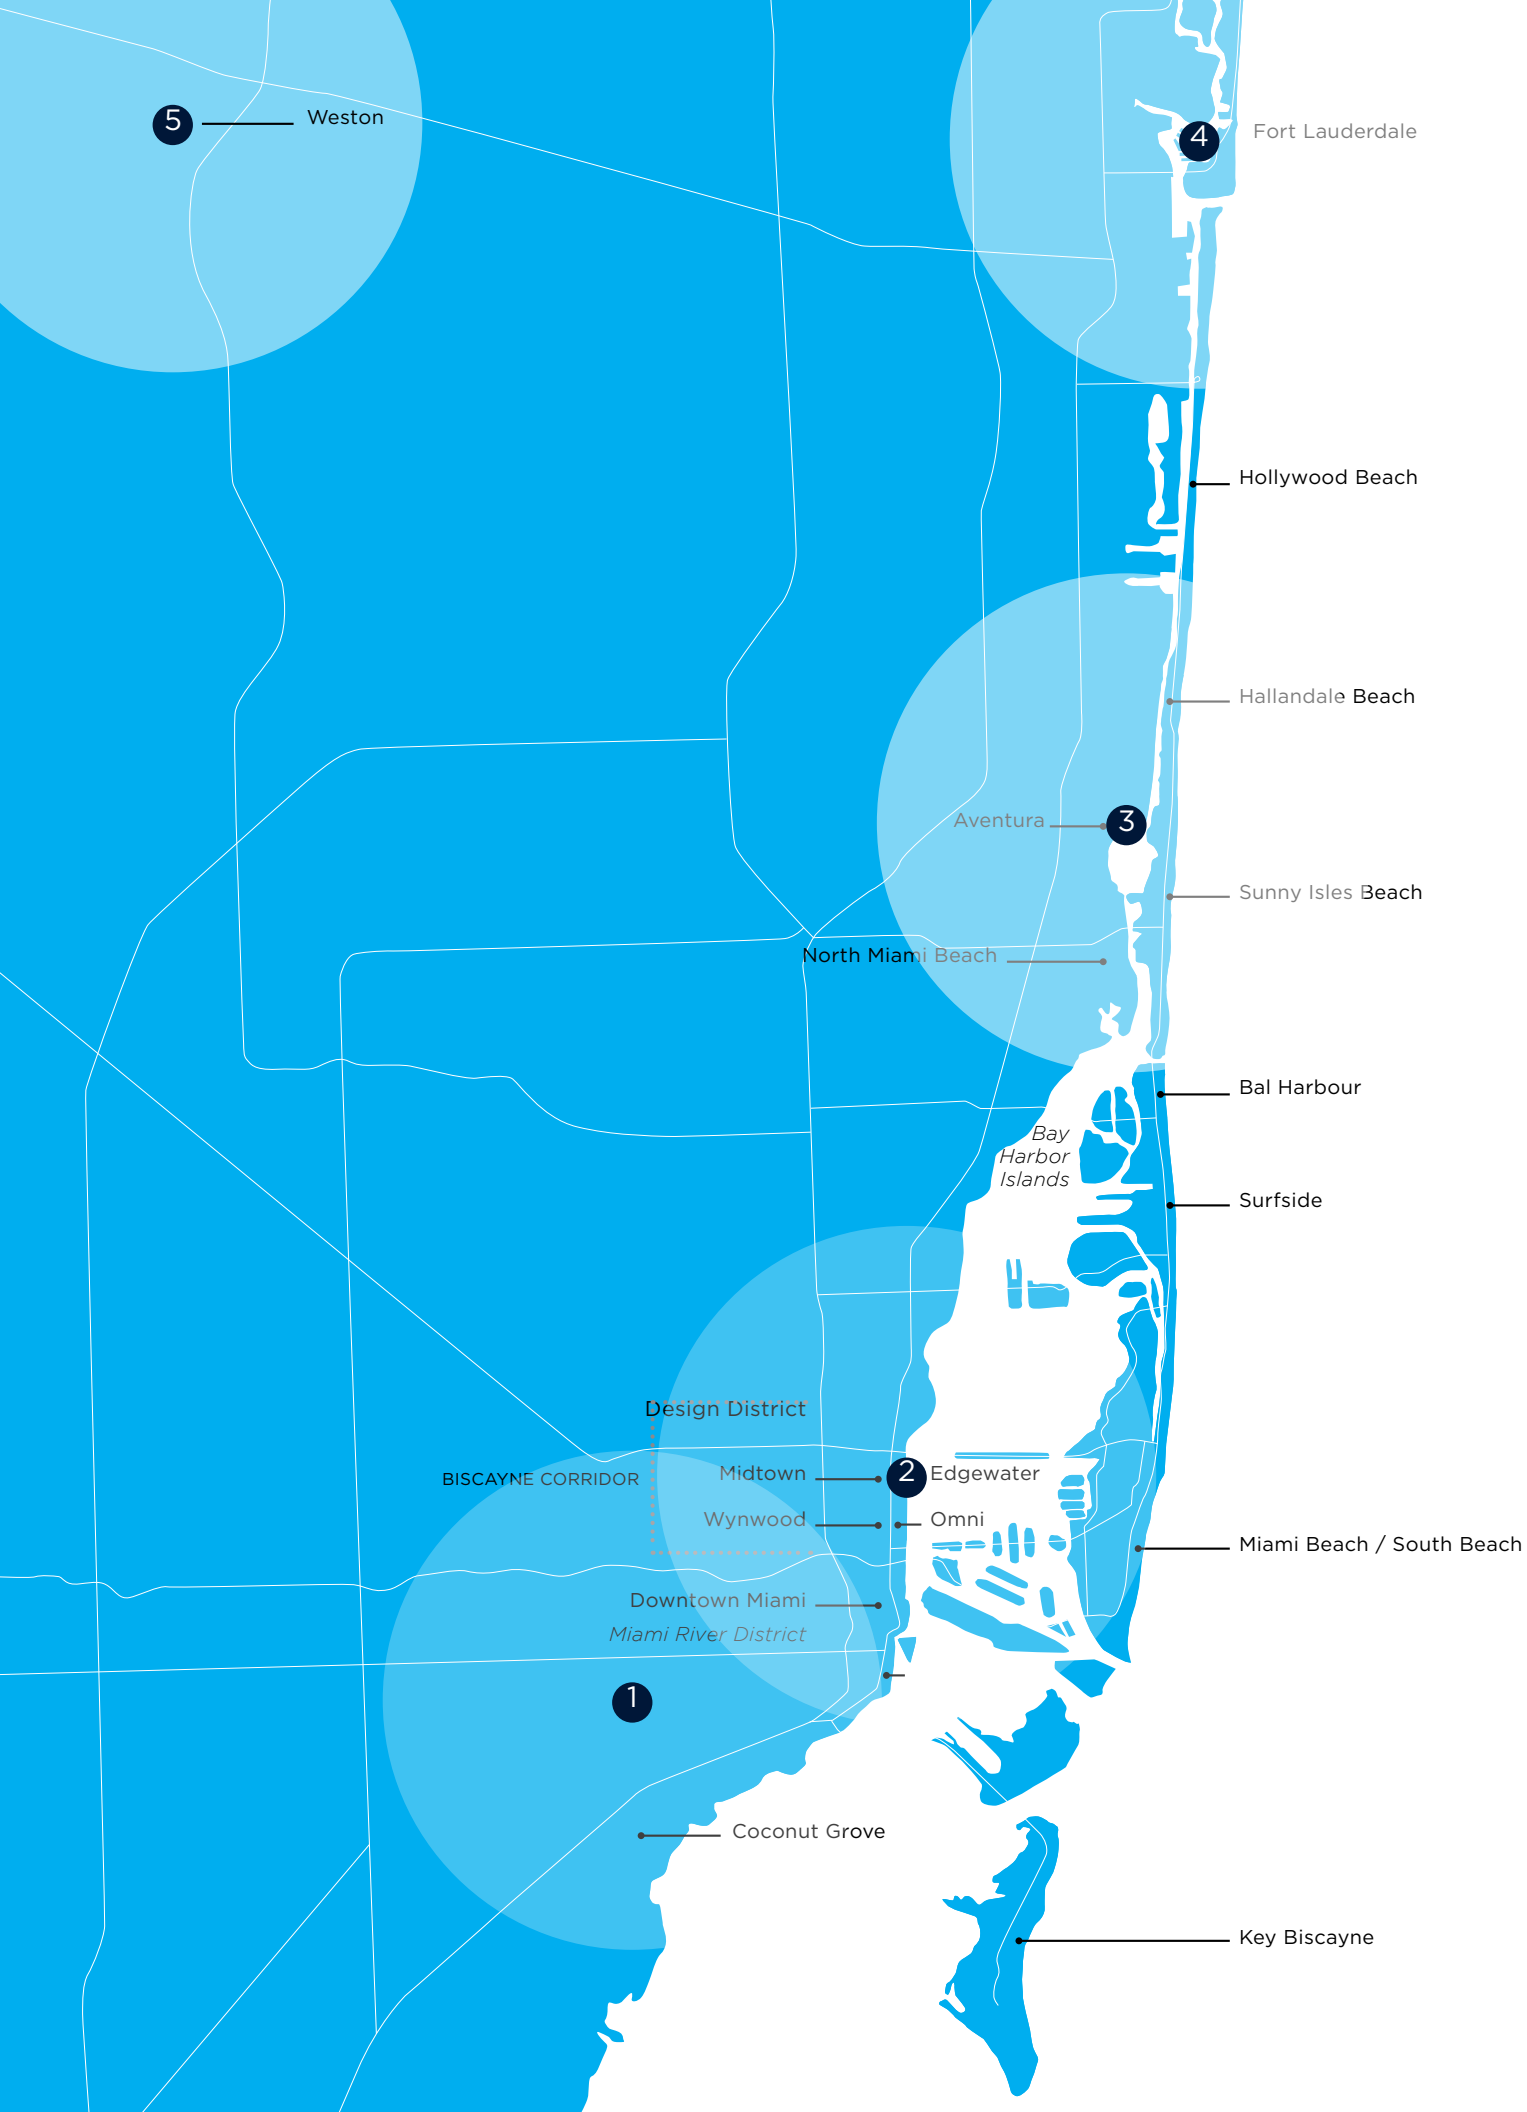 5
Weston
4
Fort Lauderdale
Hollywood Beach
Hallandale Beach
Aventura
3
Sunny Isles Beach
North Miami Beach
Bal Harbour
Bay
Harbor
Islands
Surfside
Design District
BISCAYNE CORRIDOR
Midtown
2
Edgewater
Wynwood
Omni
Miami Beach / South Beach
Downtown Miami
Miami River District
1
Coconut Grove
Key Biscayne